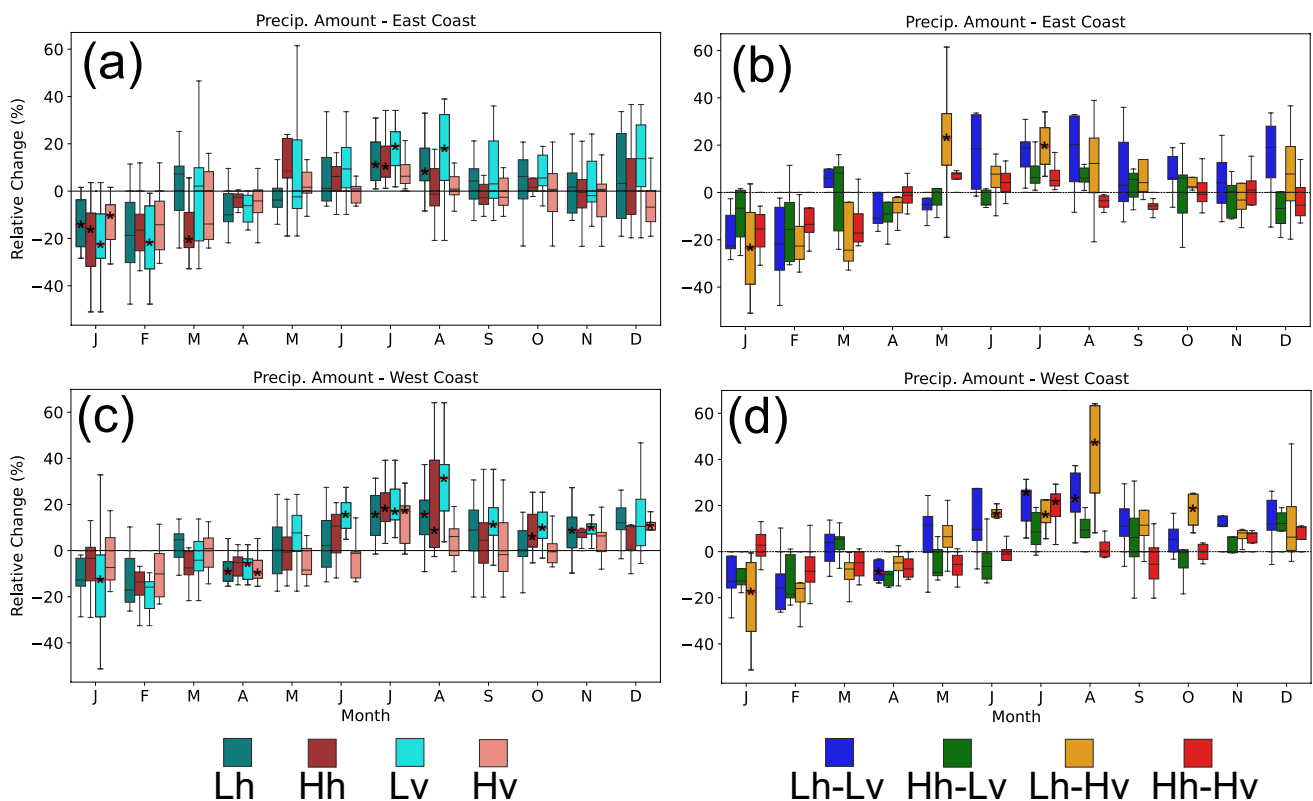 Precip. Amount - East Coast
(a)
Relative Change (%)
60
40
20
0
−20
−40
J F M A M J J A S O N D
Precip. Amount - East Coast
(b)
60
40
20
0
−20
−40
J F M A M J J A S O N D
Precip. Amount - West Coast
(c)
Relative Change (%)
60
40
20
0
−20
−40
J F M A M J J A S O N D
Month
Precip. Amount - West Coast
(d)
60
40
20
0
−20
−40
J F M A M J J A S O N D
Month
Lh Hh Lv Hv
Lh-Lv Hh-Lv Lh-Hv Hh-Hv